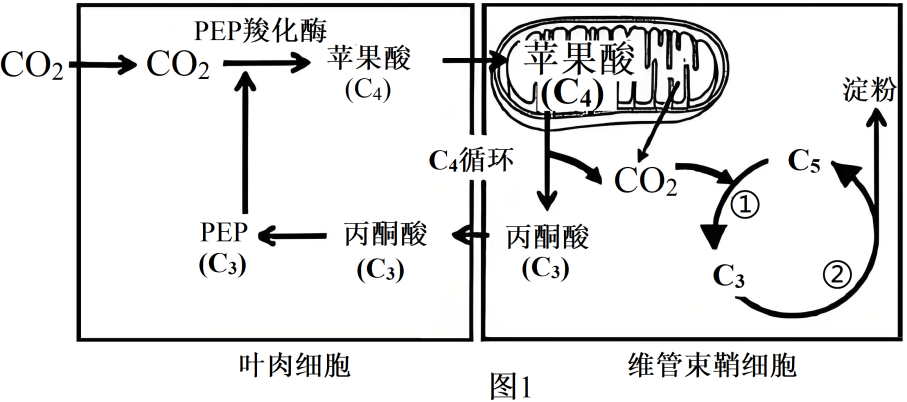 CO₂ CO₂ PEP羧化酶 苹果酸
(C₄)
苹果酸
(C₄)
淀粉
C₄循环
CO₂
C₅
①
PEP
(C₃)
丙酮酸
(C₃)
丙酮酸
(C₃)
C₃
②
叶肉细胞
维管束鞘细胞
图1